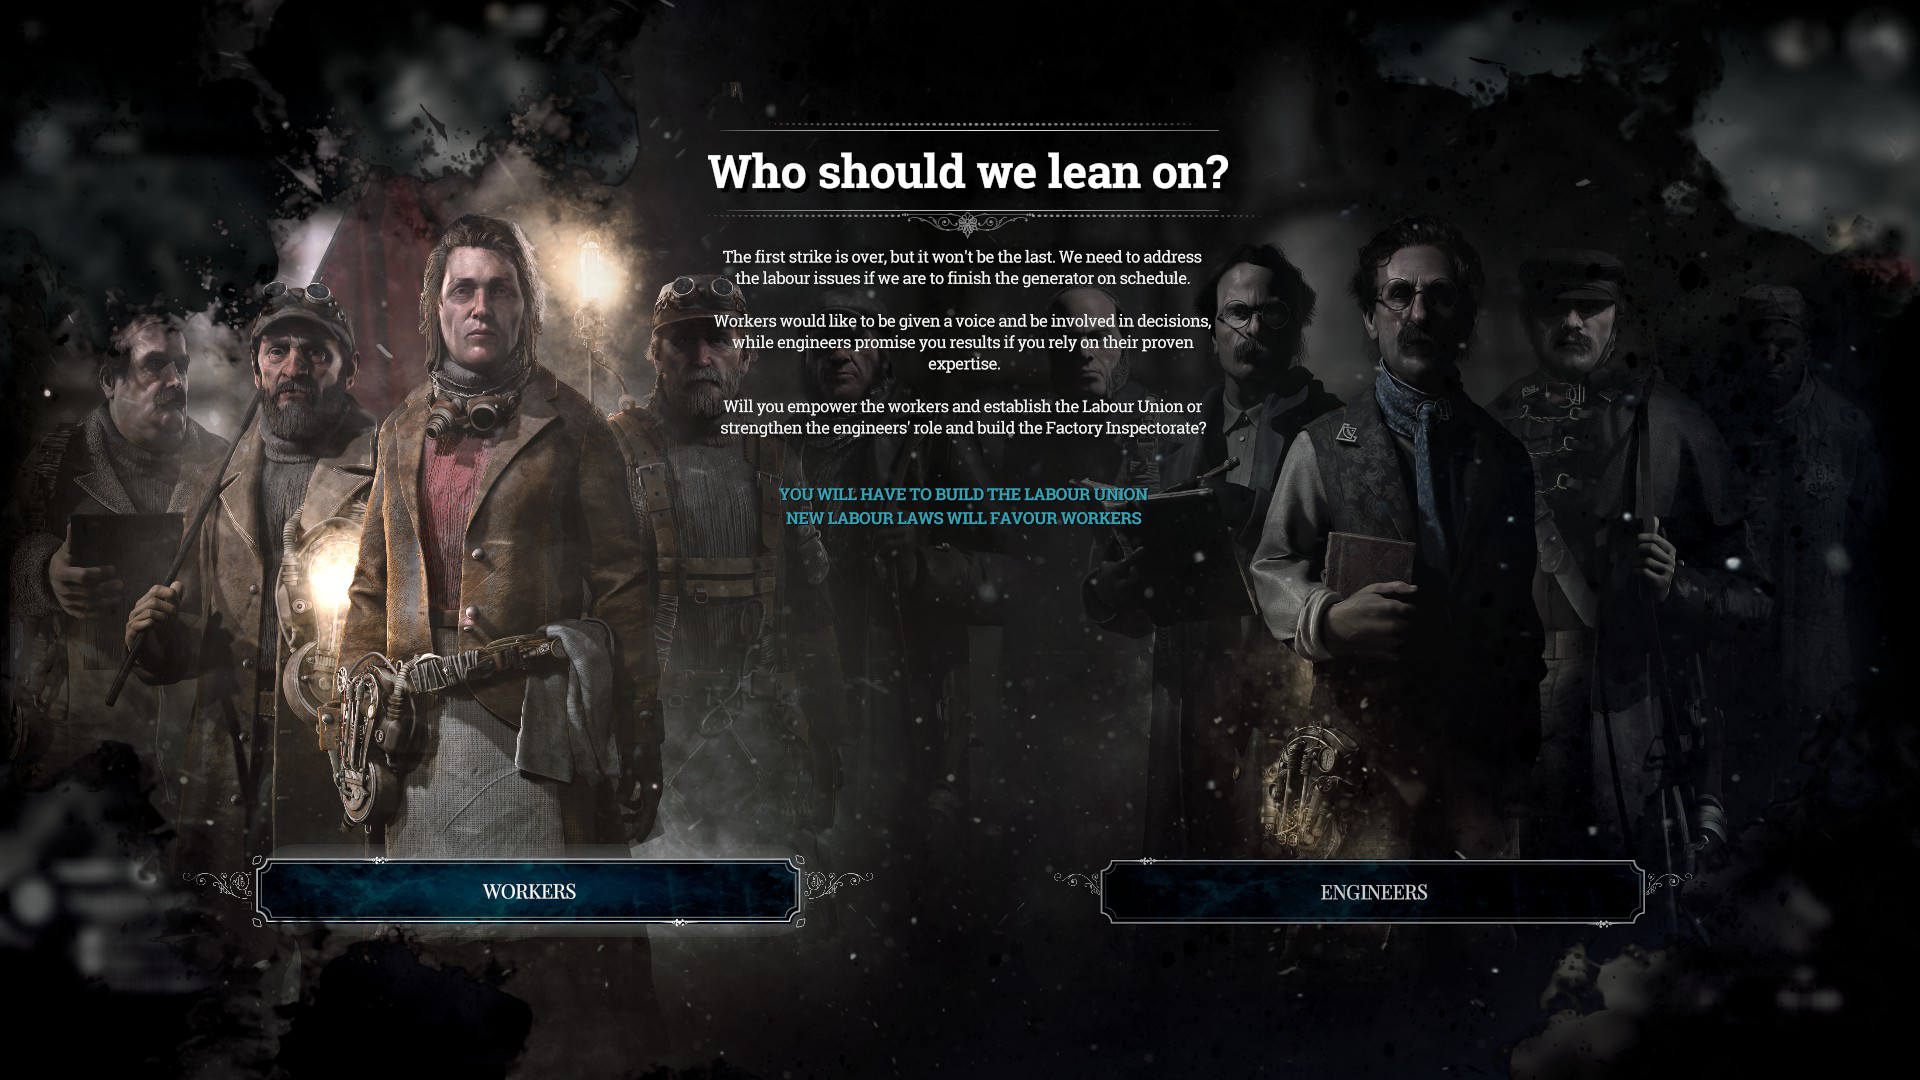 Who should we lean on?
The first strike is over, but it won't be the last. We need to address
the labour issues if we are to finish the generator on schedule.
Workers would like to be given a voice and be involved in decisions,
while engineers promise you results if you rely on their proven
expertise.
Will you empower the workers and establish the Labour Union or
strengthen the engineers' role and build the Factory Inspectorate?
YOU WILL HAVE TO BUILD THE LABOUR UNION
NEW LABOUR LAWS WILL FAVOUR WORKERS
WORKERS
ENGINEERS